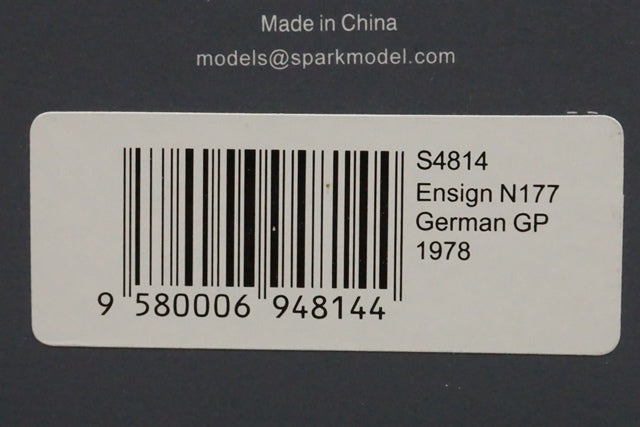 Made in China
models@sparkmodel.com
S4814
Ensign N177
German GP
1978
9 580006 948144